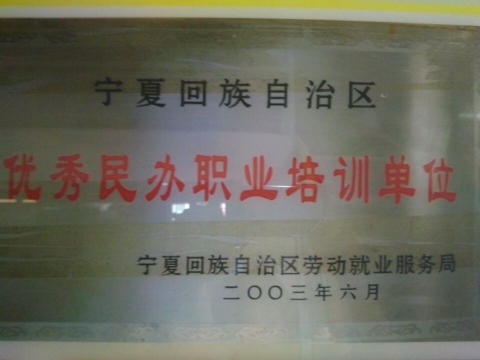 宁夏回族自治区
优秀民办职业培训单位
宁夏回族自治区劳动就业服务局
二〇〇三年六月